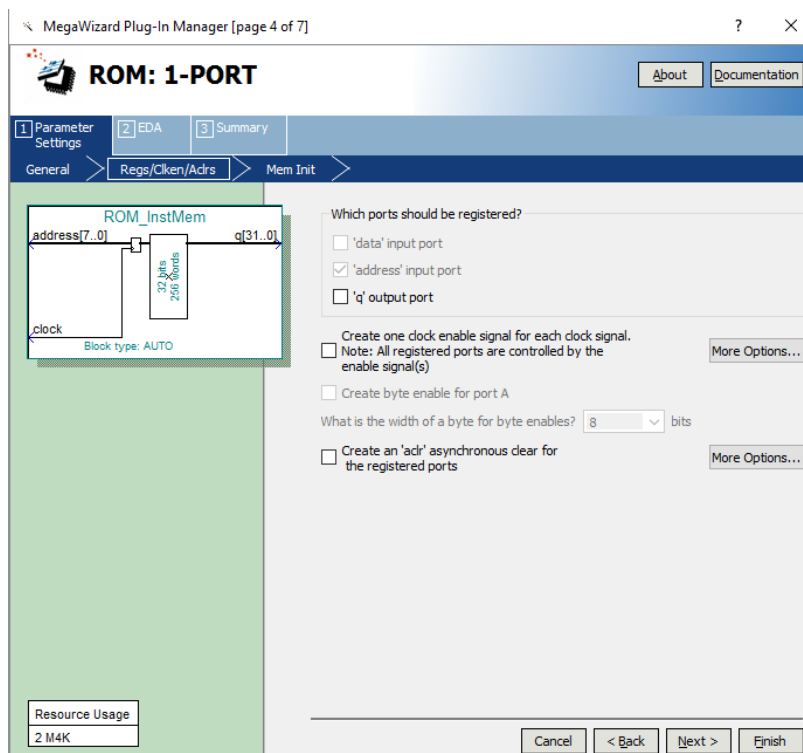 MegaWizard Plug-In Manager [page 4 of 7]
? X
ROM: 1-PORT
About
Documentation
1 Parameter Settings
2 EDA
3 Summary
General
Regs/Clken/Aclrs
Mem Init
ROM_InstMem
address[7..0]
q[31..0]
32 bits
256 words
clock
Block type: AUTO
Which ports should be registered?
'data' input port
'address' input port
'q' output port
Create one clock enable signal for each clock signal.
Note: All registered ports are controlled by the
enable signal(s)
More Options...
Create byte enable for port A
What is the width of a byte for byte enables? 8 bits
Create an 'aclr' asynchronous clear for
the registered ports
More Options...
Resource Usage
2 M4K
Cancel
< Back
Next >
Finish